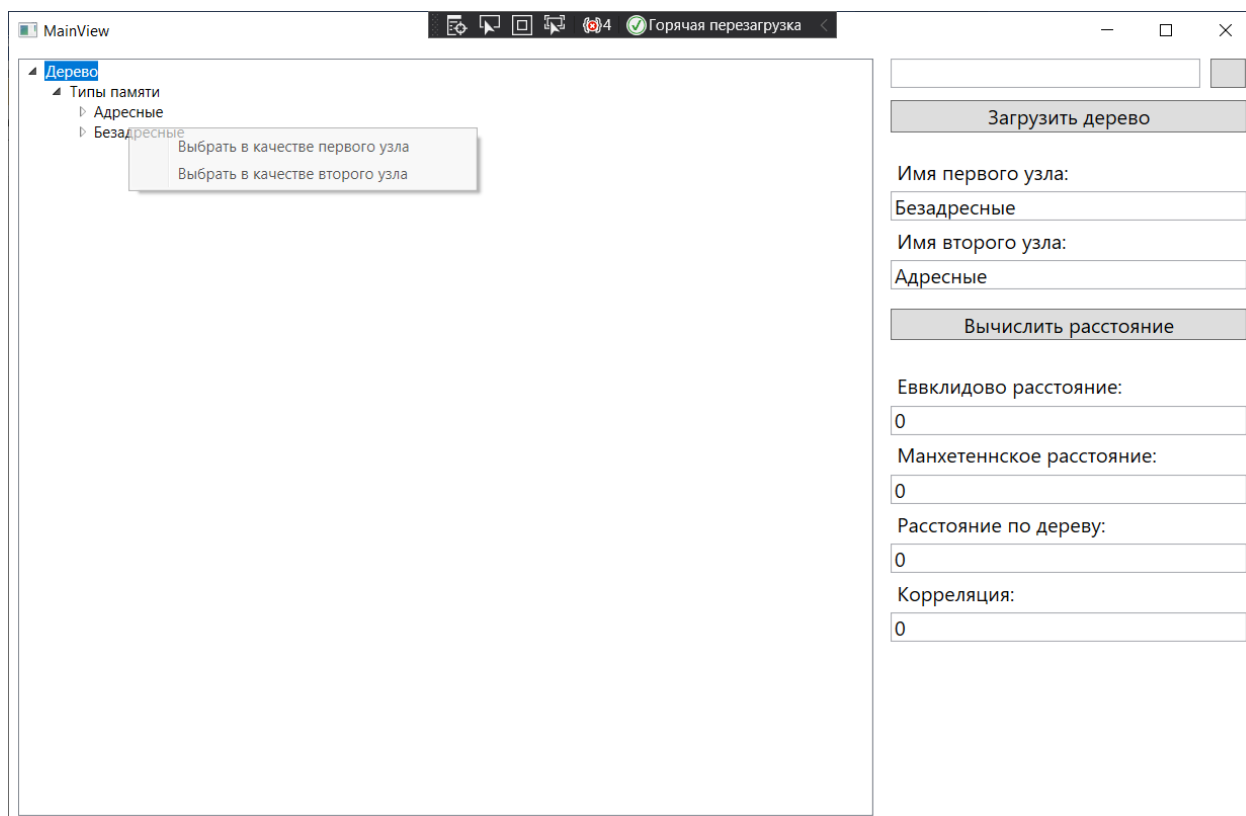 MainView
4 Горячая перезагрузка
Дерево
Типы памяти
Адресные
Безадресные
Выбрать в качестве первого узла
Выбрать в качестве второго узла
Загрузить дерево
Имя первого узла:
Безадресные
Имя второго узла:
Адресные
Вычислить расстояние
Еввклидово расстояние:
0
Манхетеннское расстояние:
0
Расстояние по дереву:
0
Корреляция:
0